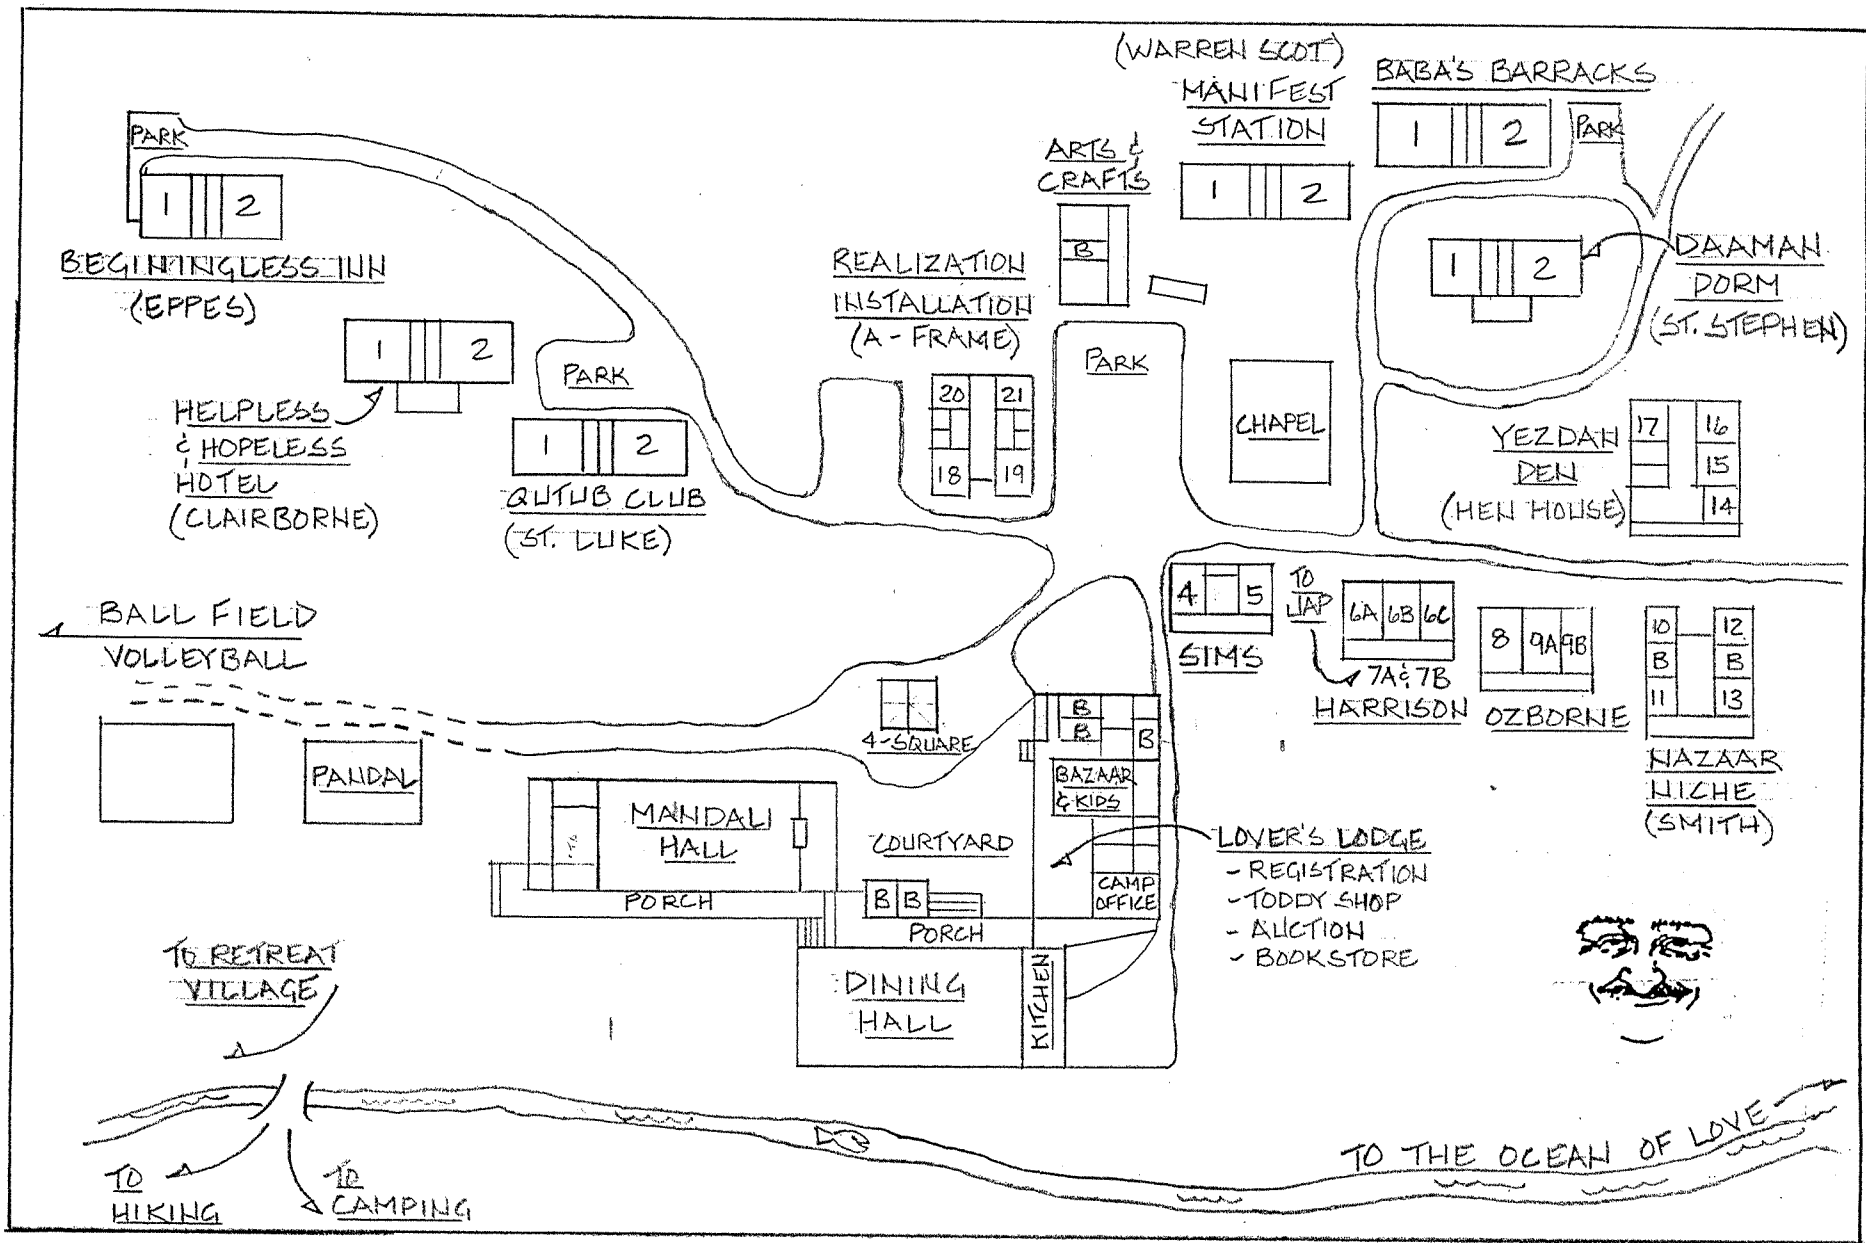 (WARREN SCOT)
MANIFEST
STATION
1 2
BABA'S BARRACKS
1 2
PARK
PARK
1 2
BEGININGLESS INN
(EPPES)
ARTS &
CRAFTS
B
REALIZATION
INSTALLATION
(A-FRAME)
20 21
18 19
PARK
1 2
DAAMAN
DORM
(ST. STEPHEN)
1 2
PARK
HELPLESS
& HOPELESS
HOTEL
(CLAIRBORNE)
1 2
QUTUB CLUB
(ST. LUKE)
CHAPEL
YEZDAN
DEN
(HEN HOUSE)
17 16
15
14
BALL FIELD
VOLLEYBALL
4 5
SIMS
TO
JAP
6A 6B 6C
7A & 7B
HARRISON
8 9A 9B
OZBORNE
10 12
B B
11 13
NAZAAR
NICHE
(SMITH)
4-SQUARE
B
B
B
BAZAAR
& KIDS
PANDAL
MANDALI
HALL
COURTYARD
LOVER'S LODGE
- REGISTRATION
- TODDY SHOP
- AUCTION
- BOOKSTORE
CAMP
OFFICE
PORCH
B B
PORCH
DINING
HALL
KITCHEN
TO RETREAT
VILLAGE
TO
HIKING
TO
CAMPING
TO THE OCEAN OF LOVE